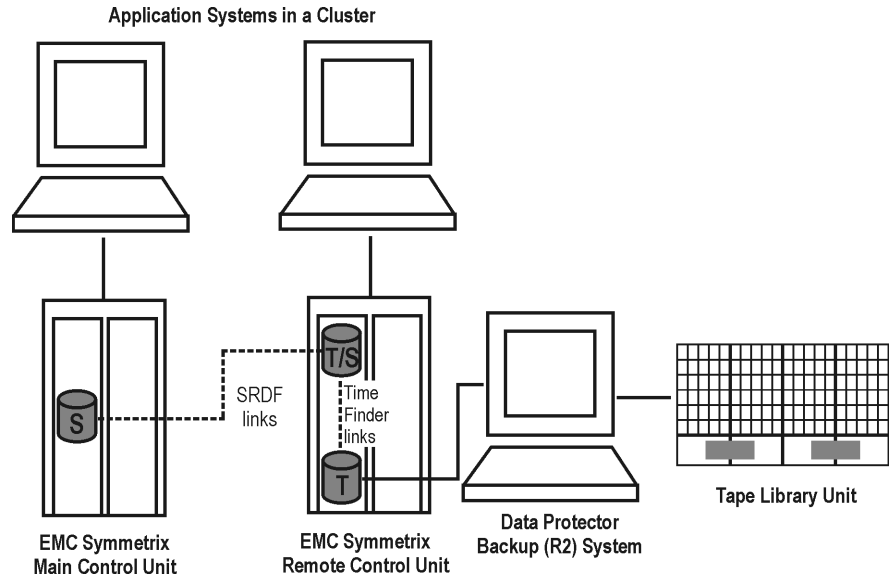 Application Systems in a Cluster
T/S
SRDF
links
Time
Finder
links
S
T
EMC Symmetrix
Main Control Unit
EMC Symmetrix
Remote Control Unit
Data Protector
Backup (R2) System
Tape Library Unit